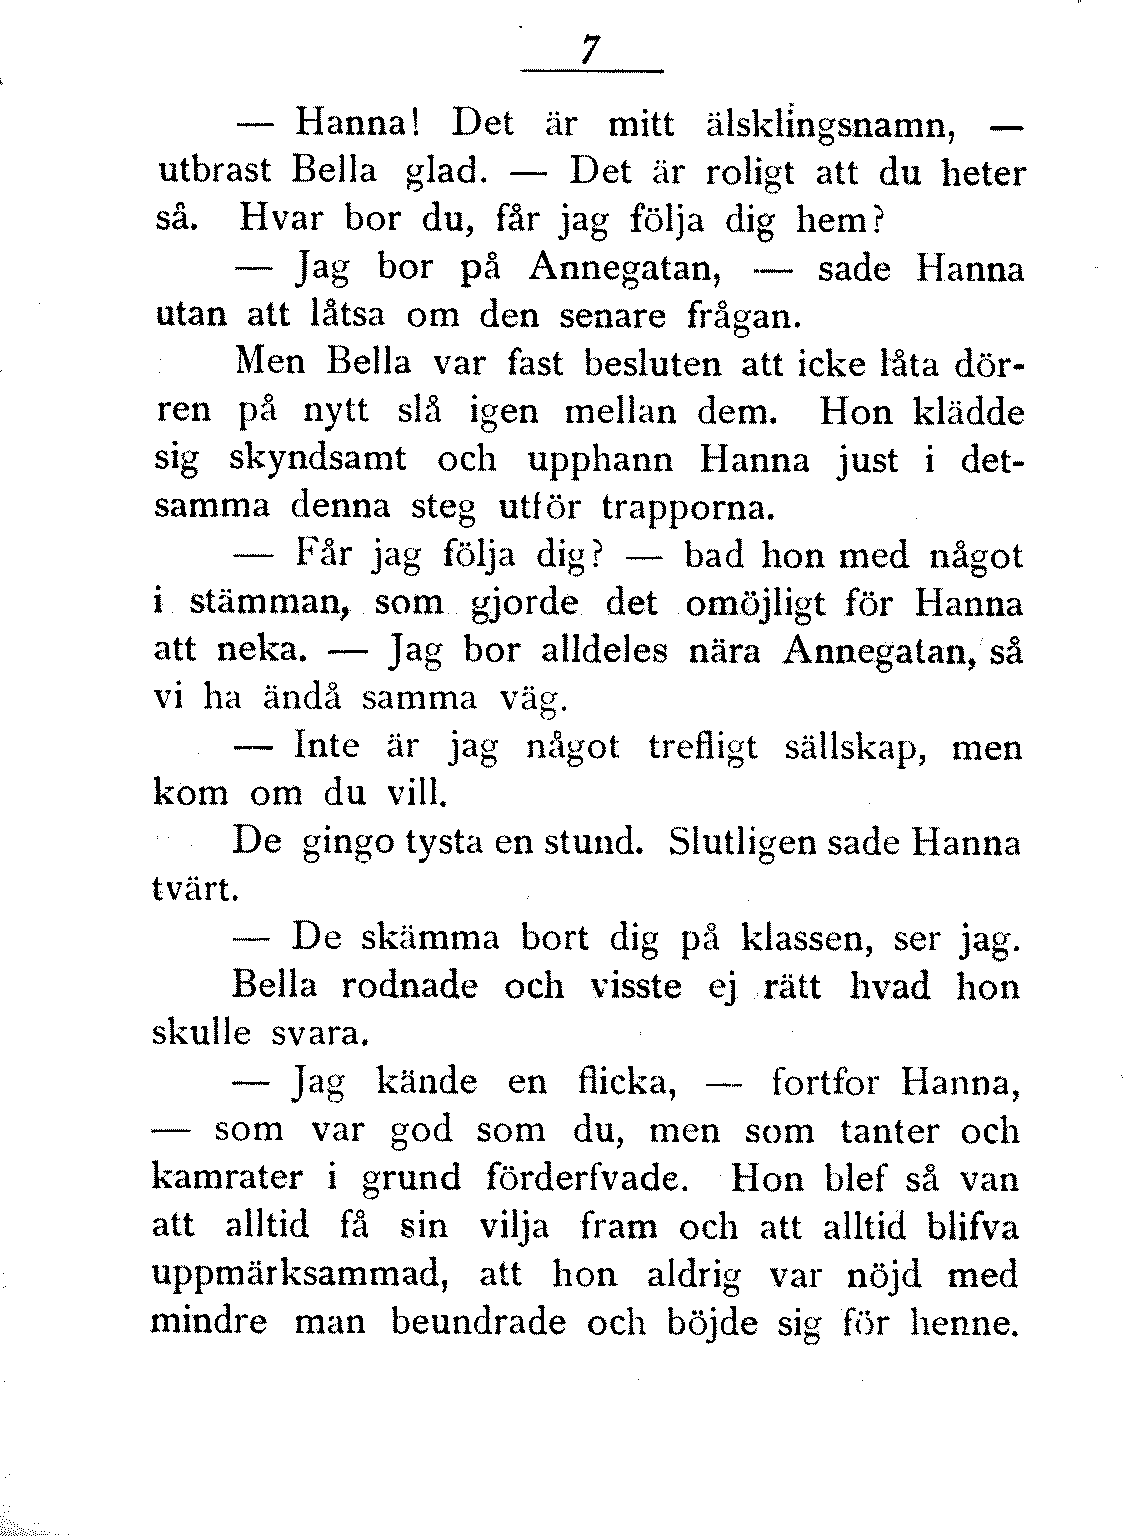 7
— Hanna! Det är mitt älsklingsnamn, —
utbrast Bella glad. — Det är roligt att du heter
så. Hvar bor du, får jag följa dig hem?
— Jag bor på Annegatan, — sade Hanna
utan att låtsa om den senare frågan.
Men Bella var fast besluten att icke låta dör-
ren på nytt slå igen mellan dem. Hon klädde
sig skyndsamt och upphann Hanna just i det-
samma denna steg utför trapporna.
— Får jag följa dig? — bad hon med något
i stämman, som gjorde det omöjligt för Hanna
att neka. — Jag bor alldeles nära Annegatan, så
vi ha ändå samma väg.
— Inte är jag något trefligt sällskap, men
kom om du vill.
De gingo tysta en stund. Slutligen sade Hanna
tvärt.
— De skämma bort dig på klassen, ser jag.
Bella rodnade och visste ej rätt hvad hon
skulle svara.
— Jag kände en flicka, — fortfor Hanna,
— som var god som du, men som tanter och
kamrater i grund förderfvade. Hon blef så van
att alltid få sin vilja fram och att alltid blifva
uppmärksammad, att hon aldrig var nöjd med
mindre man beundrade och böjde sig för henne.